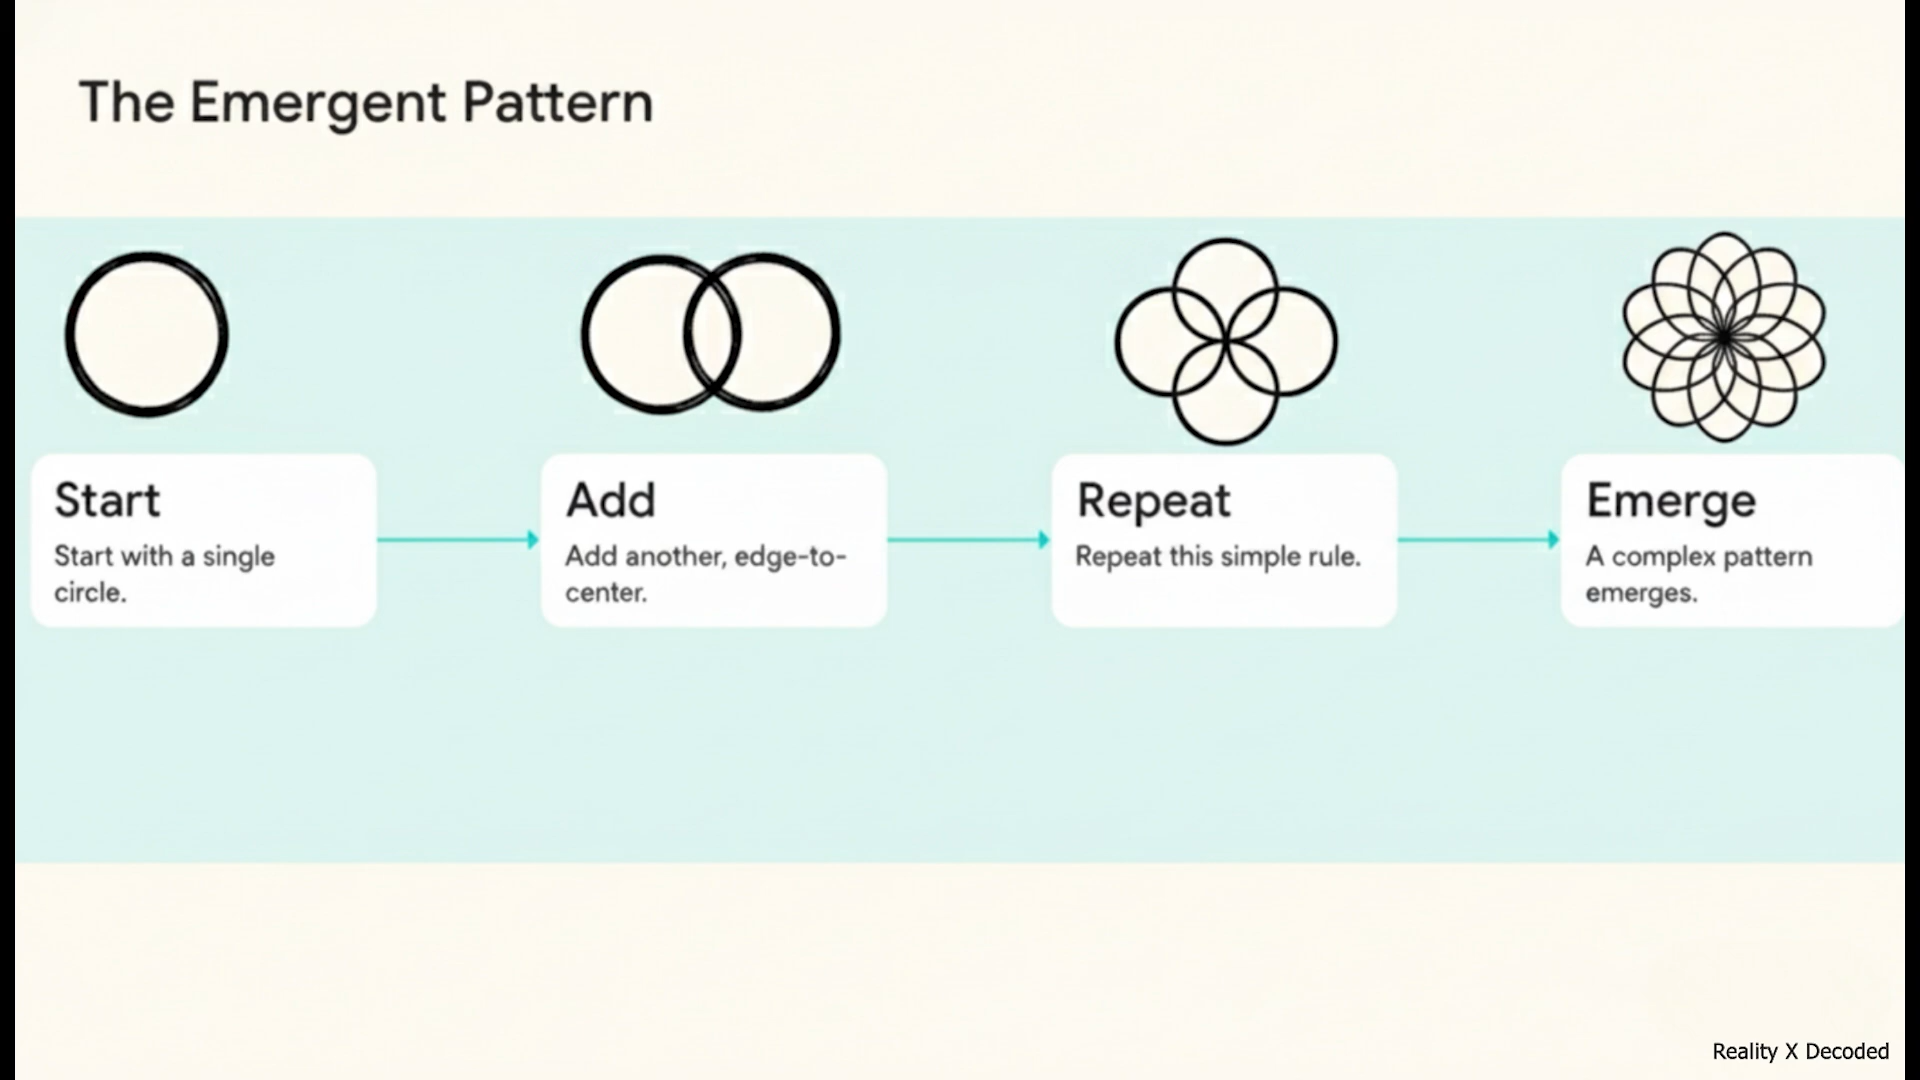 The Emergent Pattern
Start
Start with a single
circle.
Add
Add another, edge-to-
center.
Repeat
Repeat this simple rule.
Emerge
A complex pattern
emerges.
Reality X Decoded